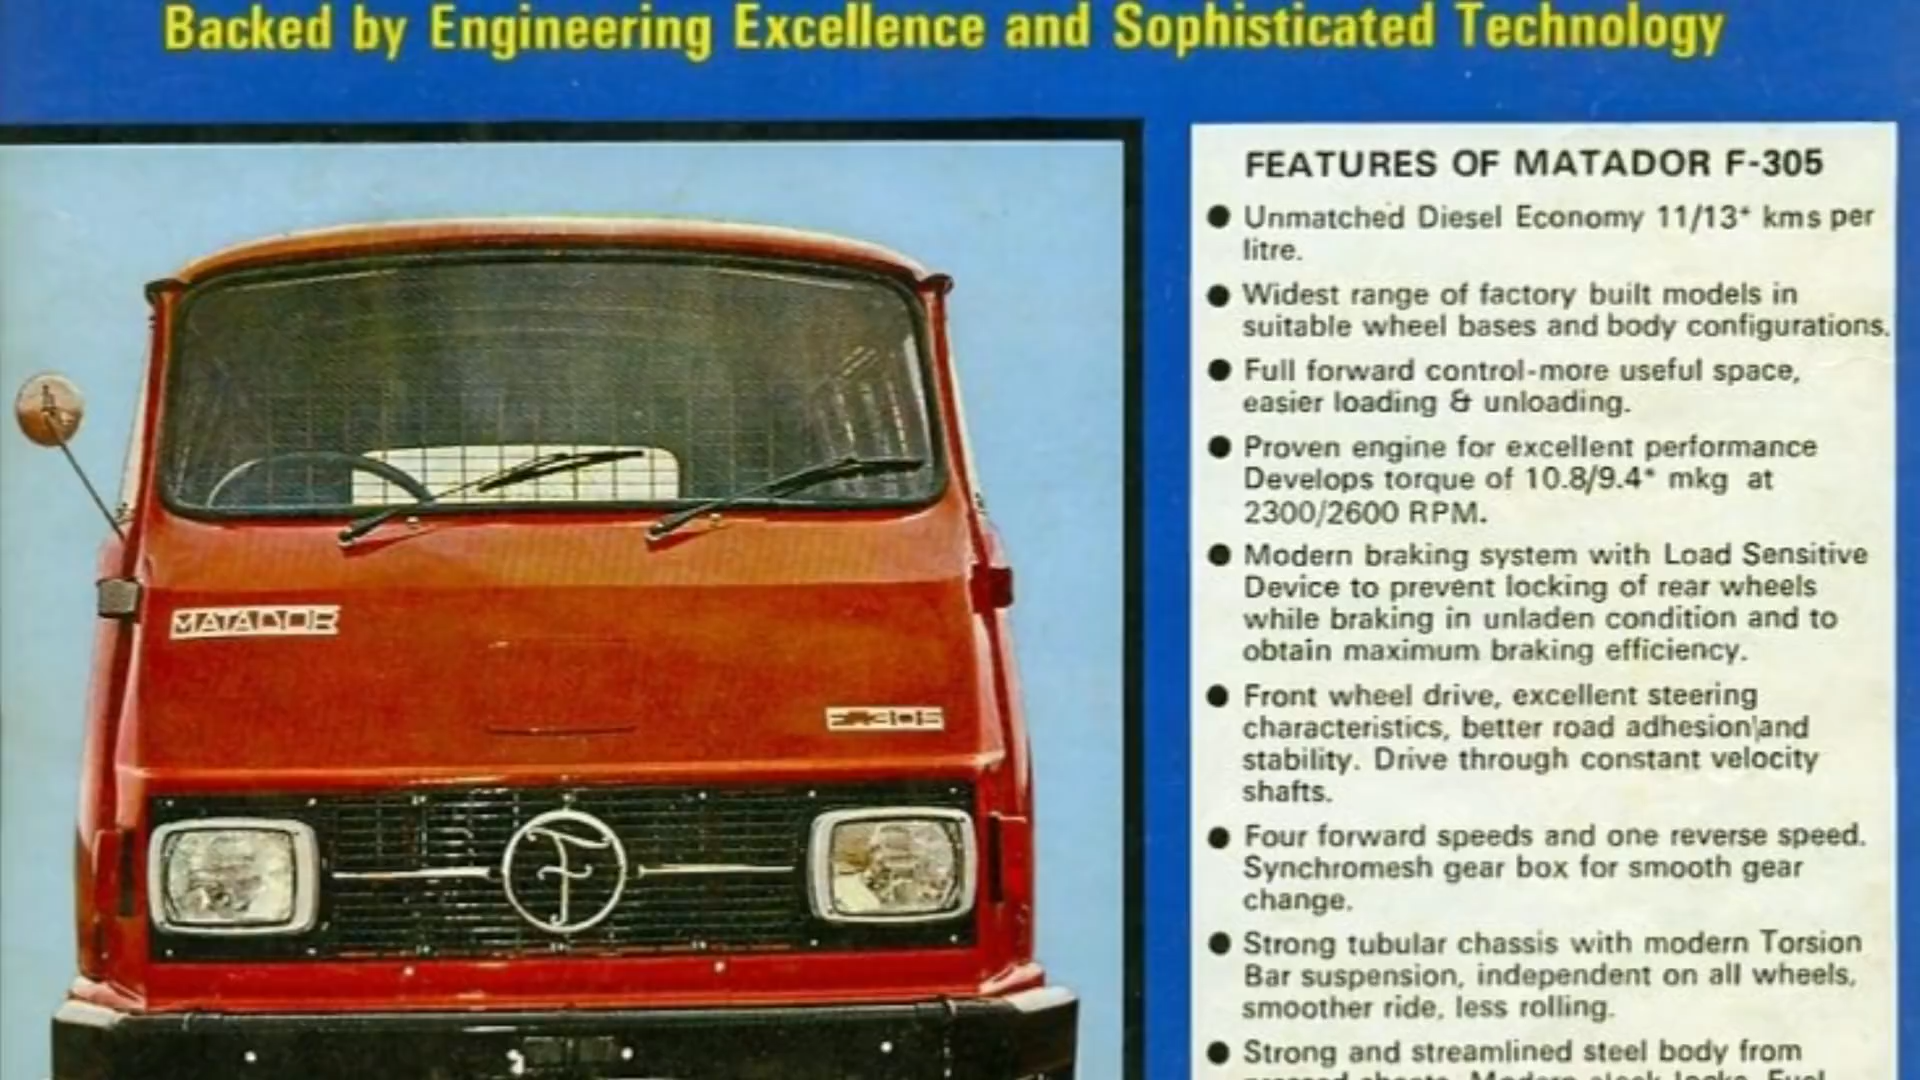 Backed by Engineering Excellence and Sophisticated Technology
MATADOR
F-305
F
FEATURES OF MATADOR F-305
● Unmatched Diesel Economy 11/13* kms per
litre.
● Widest range of factory built models in
suitable wheel bases and body configurations.
● Full forward control-more useful space,
easier loading & unloading.
● Proven engine for excellent performance
Develops torque of 10.8/9.4* mkg at
2300/2600 RPM.
● Modern braking system with Load Sensitive
Device to prevent locking of rear wheels
while braking in unladen condition and to
obtain maximum braking efficiency.
● Front wheel drive, excellent steering
characteristics, better road adhesion and
stability. Drive through constant velocity
shafts.
● Four forward speeds and one reverse speed.
Synchromesh gear box for smooth gear
change.
● Strong tubular chassis with modern Torsion
Bar suspension, independent on all wheels,
smoother ride, less rolling.
● Strong and streamlined steel body from